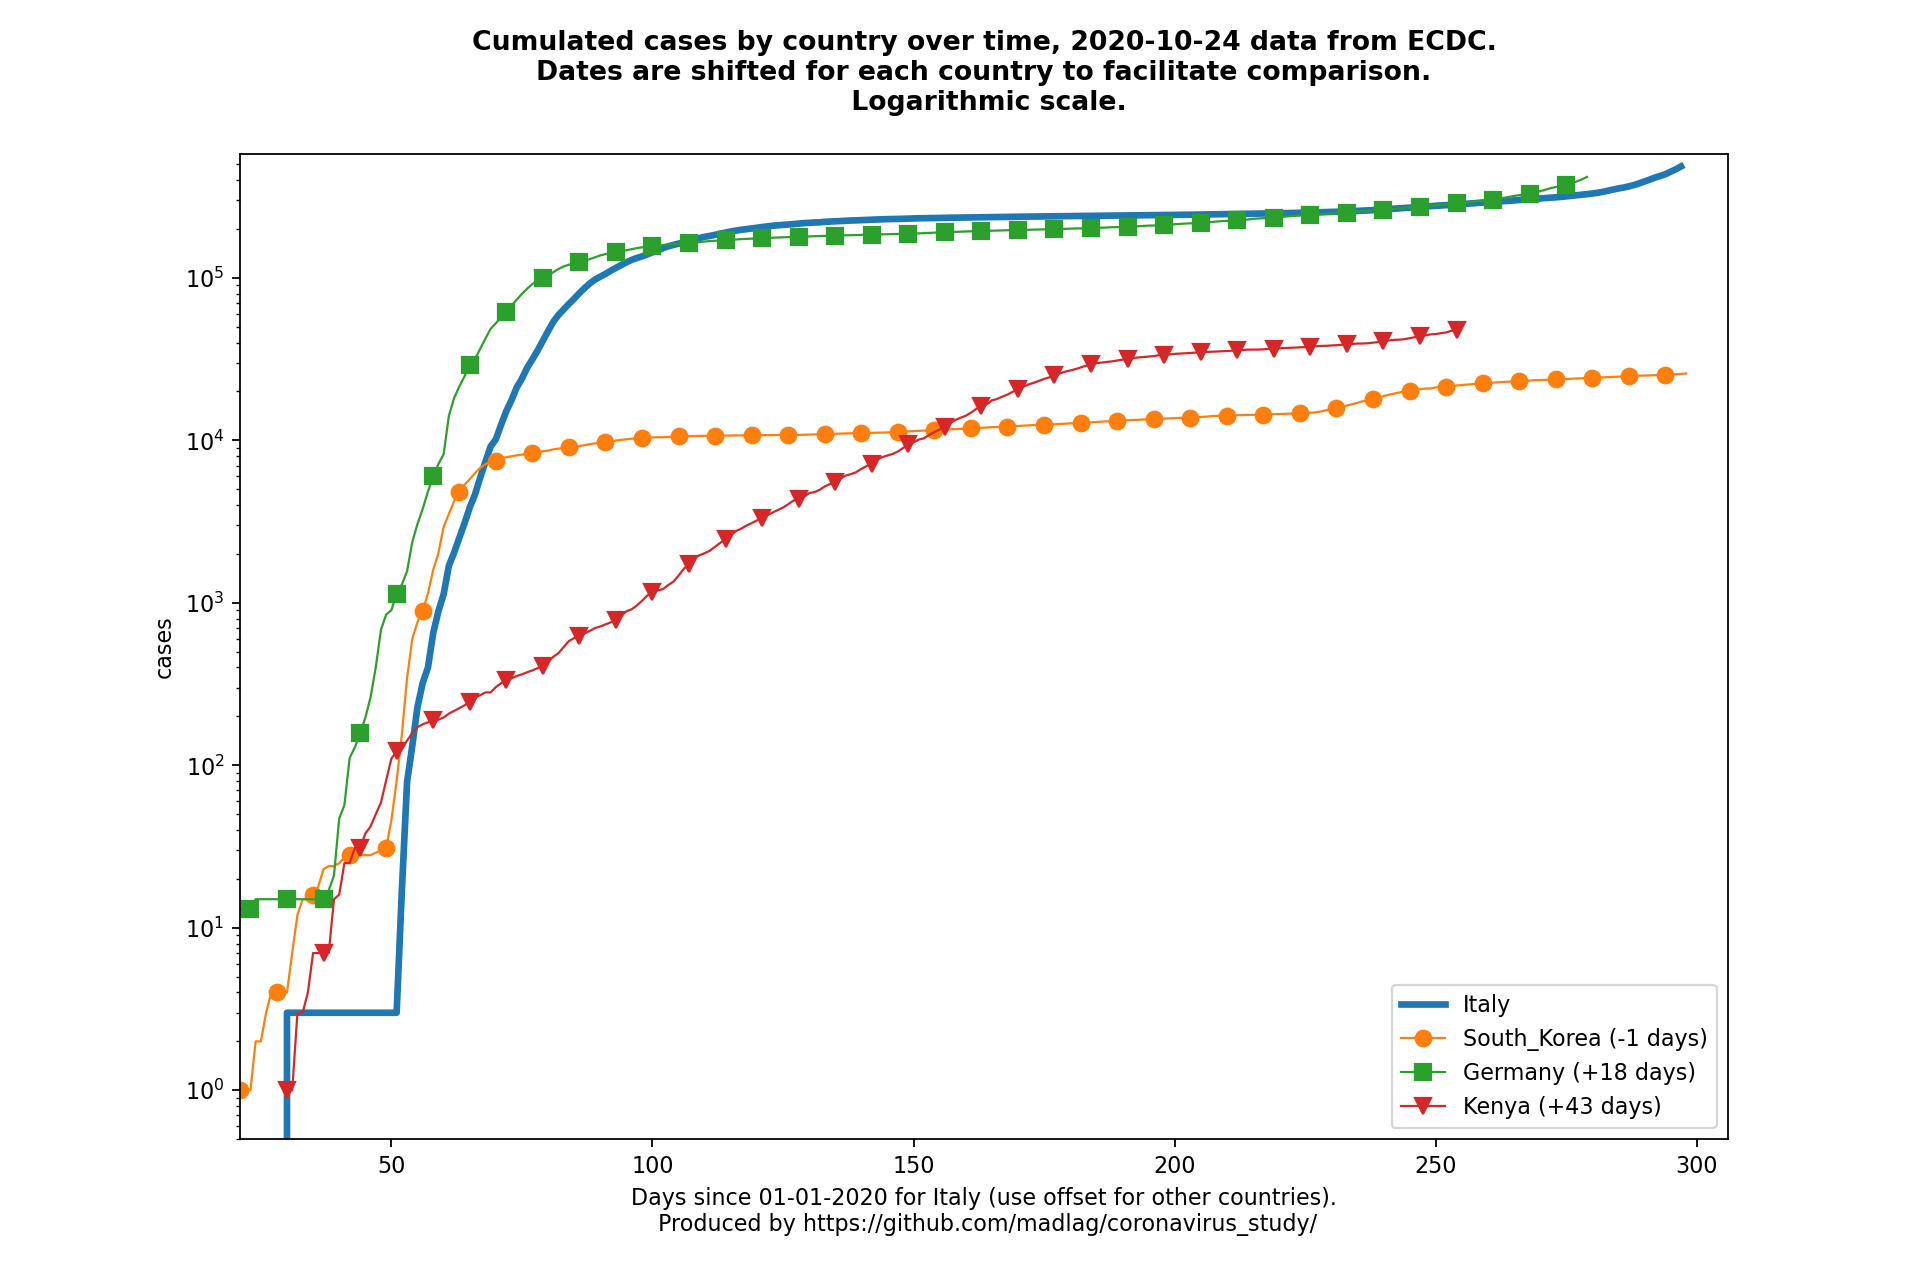 Cumulated cases by country over time, 2020-10-24 data from ECDC.
Dates are shifted for each country to facilitate comparison.
Logarithmic scale.
10^5
10^4
10^3
10^2
10^1
10^0
cases
Italy
South_Korea (-1 days)
Germany (+18 days)
Kenya (+43 days)
50 100 150 200 250 300
Days since 01-01-2020 for Italy (use offset for other countries).
Produced by https://github.com/madlag/coronavirus_study/